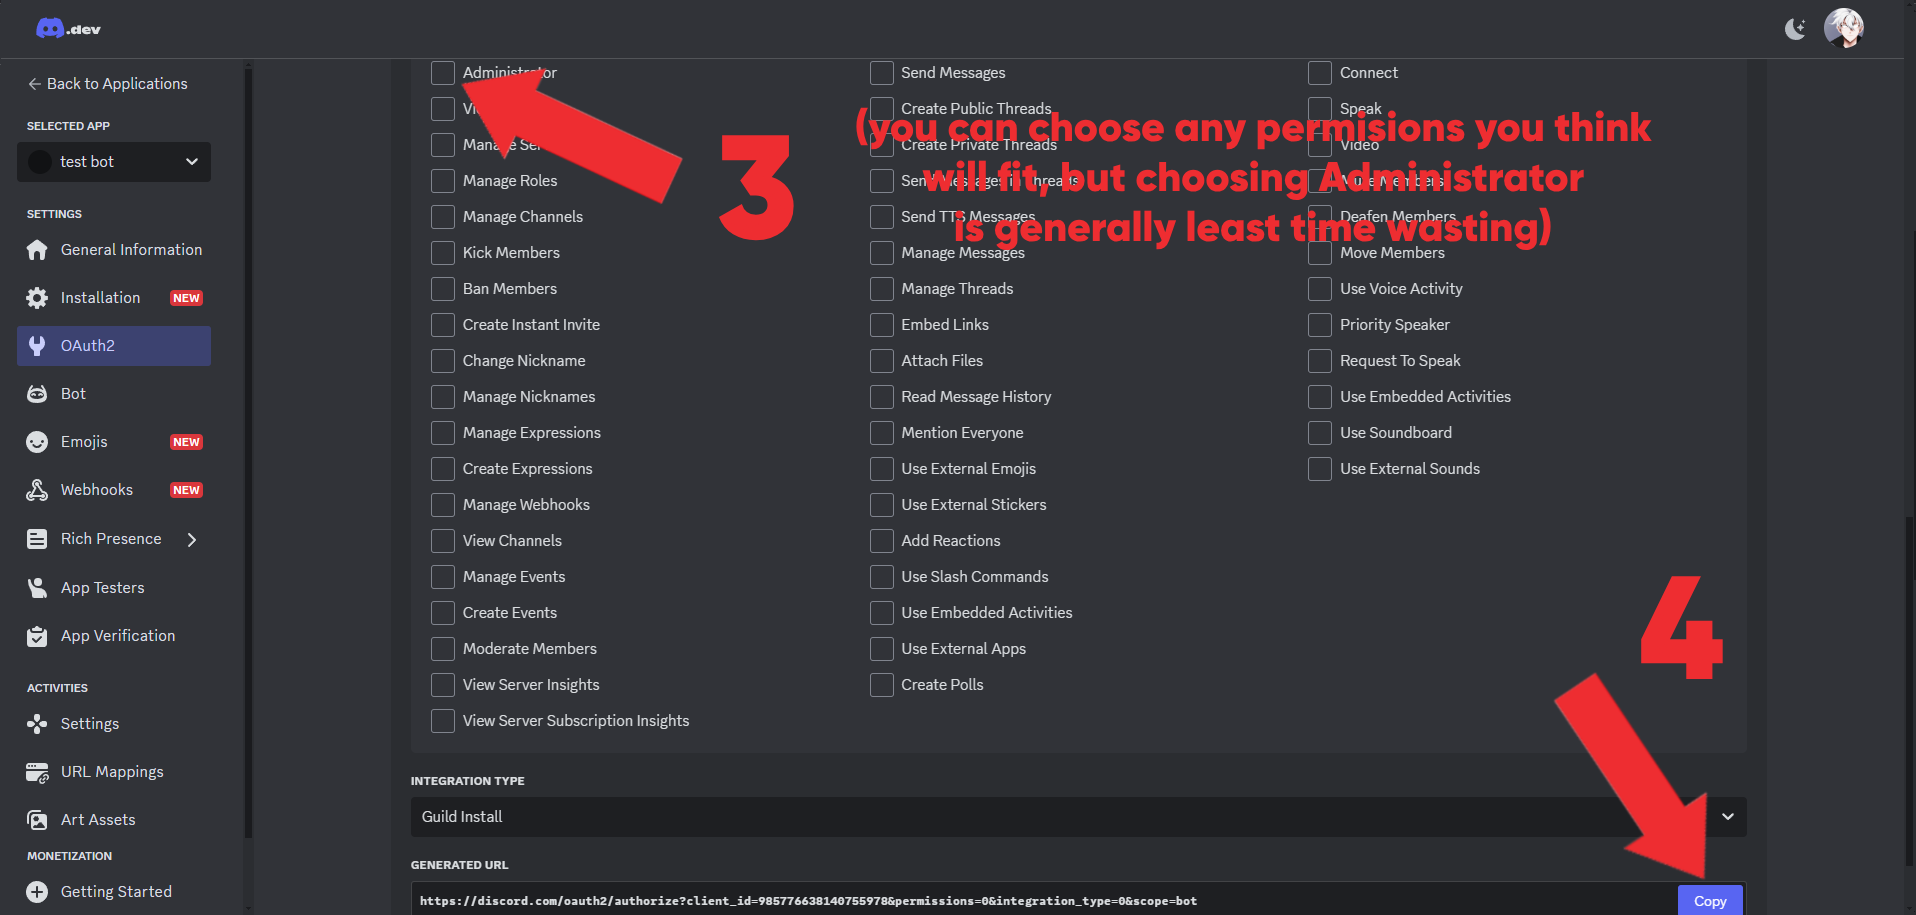 .dev
Back to Applications
SELECTED APP
test bot
SETTINGS
General Information
Installation NEW
OAuth2
Bot
Emojis NEW
Webhooks NEW
Rich Presence
App Testers
App Verification
ACTIVITIES
Settings
URL Mappings
Art Assets
MONETIZATION
Getting Started
Administrator
Manage Roles
Manage Channels
Kick Members
Ban Members
Create Instant Invite
Change Nickname
Manage Nicknames
Manage Expressions
Create Expressions
Manage Webhooks
View Channels
Manage Events
Create Events
Moderate Members
View Server Insights
View Server Subscription Insights
Send Messages
Create Public Threads
Create Private Threads
Send Messages in Threads
Send TTS Messages
Manage Messages
Manage Threads
Embed Links
Attach Files
Read Message History
Mention Everyone
Use External Emojis
Use External Stickers
Add Reactions
Use Slash Commands
Use Embedded Activities
Use External Apps
Create Polls
Connect
Speak
Video
Mute Members
Deafen Members
Move Members
Use Voice Activity
Priority Speaker
Request To Speak
Use Embedded Activities
Use Soundboard
Use External Sounds
3
(you can choose any permisions you think
will fit, but choosing Administrator
is generally least time wasting)
4
INTEGRATION TYPE
Guild Install
GENERATED URL
https://discord.com/oauth2/authorize?client_id=985776638140755978&permissions=0&integration_type=0&scope=bot
Copy